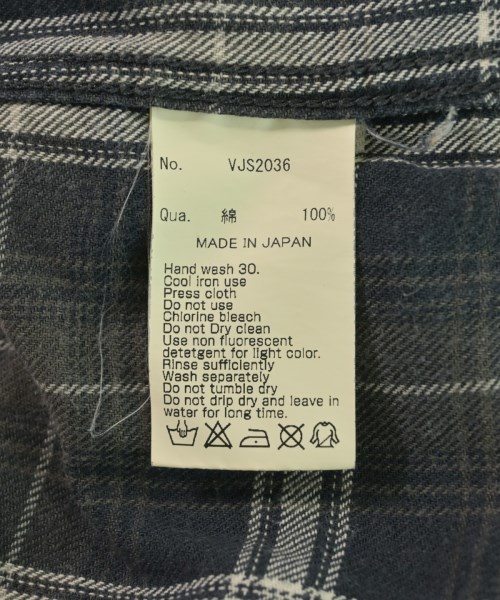 No. VJS2036
Qua. 綿 100%
MADE IN JAPAN
Hand wash 30.
Cool iron use
Press cloth
Do not use
Chlorine bleach
Do not Dry clean
Use non fluorescent
detetgent for light color.
Rinse sufficiently
Wash separately
Do not tumble dry
Do not drip dry and leave in
water for long time.